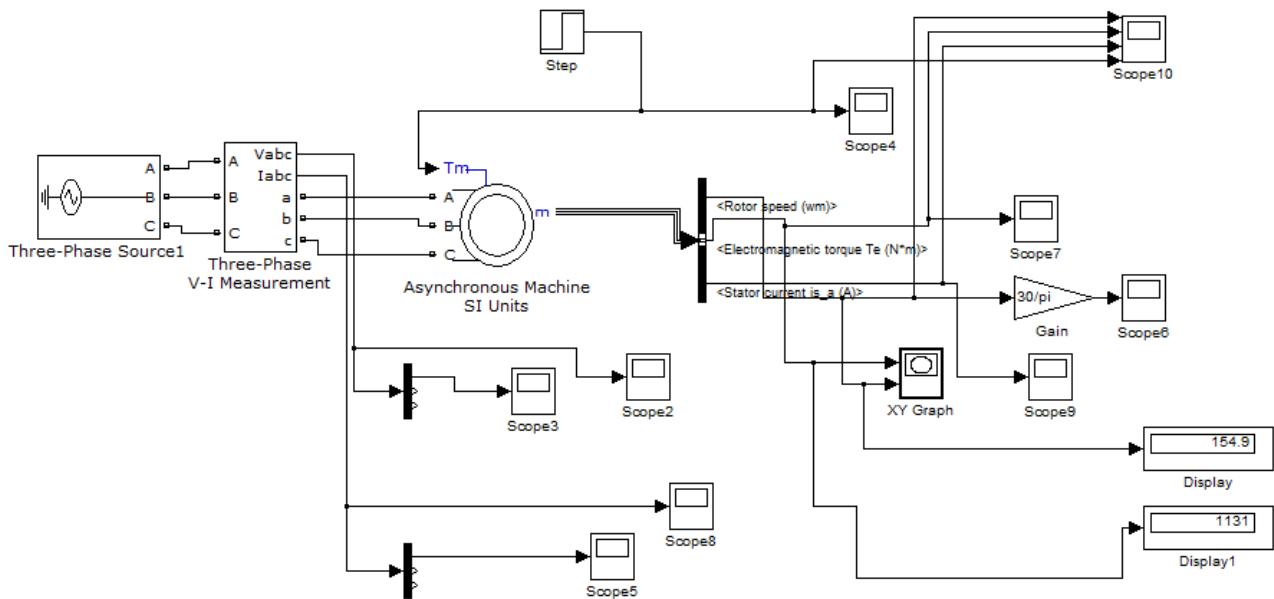 Step
Scope10
Scope4
A
B
C
Three-Phase Source1
A
B
C
Vabc
Iabc
a
b
c
Three-Phase
V-I Measurement
Tm
A
B
C
m
Asynchronous Machine
SI Units
<Rotor speed (wm)>
<Electromagnetic torque Te (N*m)>
<Stator current is_a (A)>
Scope7
30/pi
Gain
Scope6
Scope3
Scope2
XY Graph
Scope9
154.9
Display
Scope8
1131
Display1
Scope5